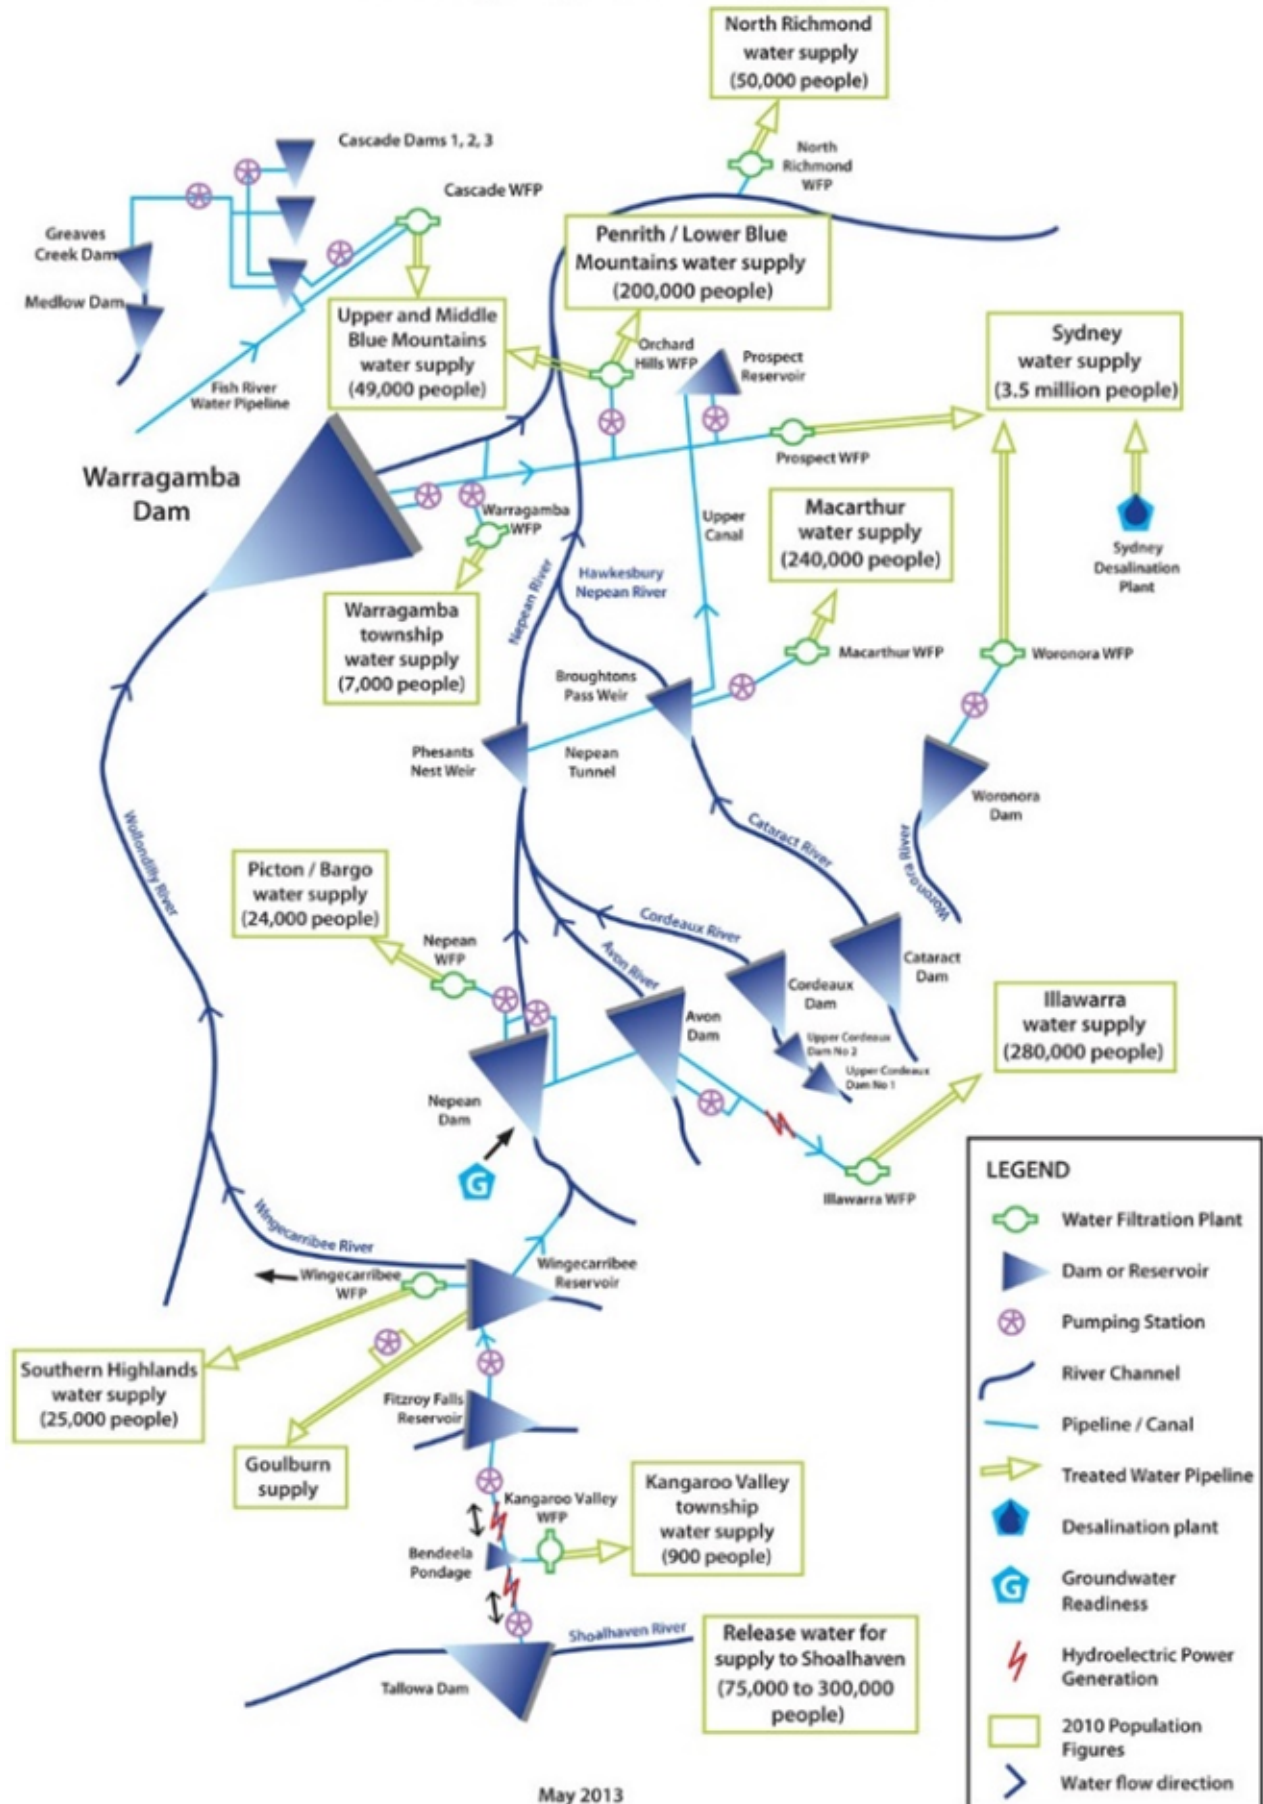 North Richmond
water supply
(50,000 people)
North
Richmond
WFP
Cascade Dams 1, 2, 3
Cascade WFP
Greaves
Creek Dam
Medlow Dam
Fish River
Water Pipeline
Upper and Middle
Blue Mountains
water supply
(49,000 people)
Penrith / Lower Blue
Mountains water supply
(200,000 people)
Orchard
Hills WFP
Prospect
Reservoir
Sydney
water supply
(3.5 million people)
Prospect WFP
Warragamba
Dam
Warragamba
WFP
Warragamba
township
water supply
(7,000 people)
Upper
Canal
Macarthur
water supply
(240,000 people)
Sydney
Desalination
Plant
Nepean River
Hawkesbury
Nepean River
Macarthur WFP
Woronora WFP
Broughtons
Pass Weir
Phesants
Nest Weir
Nepean
Tunnel
Woronora
Dam
Woronora River
Cataract River
Wollondilly River
Picton / Bargo
water supply
(24,000 people)
Nepean
WFP
Cordeaux River
Avon River
Cataract
Dam
Cordeaux
Dam
Avon
Dam
Upper Cordeaux
Dam No 2
Upper Cordeaux
Dam No 1
Illawarra
water supply
(280,000 people)
Nepean
Dam
G
Illawarra WFP
Wingecarribee River
Wingecarribee
WFP
Wingecarribee
Reservoir
Southern Highlands
water supply
(25,000 people)
Goulburn
supply
Fitzroy Falls
Reservoir
Kangaroo Valley
WFP
Kangaroo Valley
township
water supply
(900 people)
Bendeela
Pondage
Shoalhaven River
Tallowa Dam
Release water for
supply to Shoalhaven
(75,000 to 300,000
people)
LEGEND
Water Filtration Plant
Dam or Reservoir
Pumping Station
River Channel
Pipeline / Canal
Treated Water Pipeline
Desalination plant
G
Groundwater
Readiness
Hydroelectric Power
Generation
2010 Population
Figures
Water flow direction
May 2013